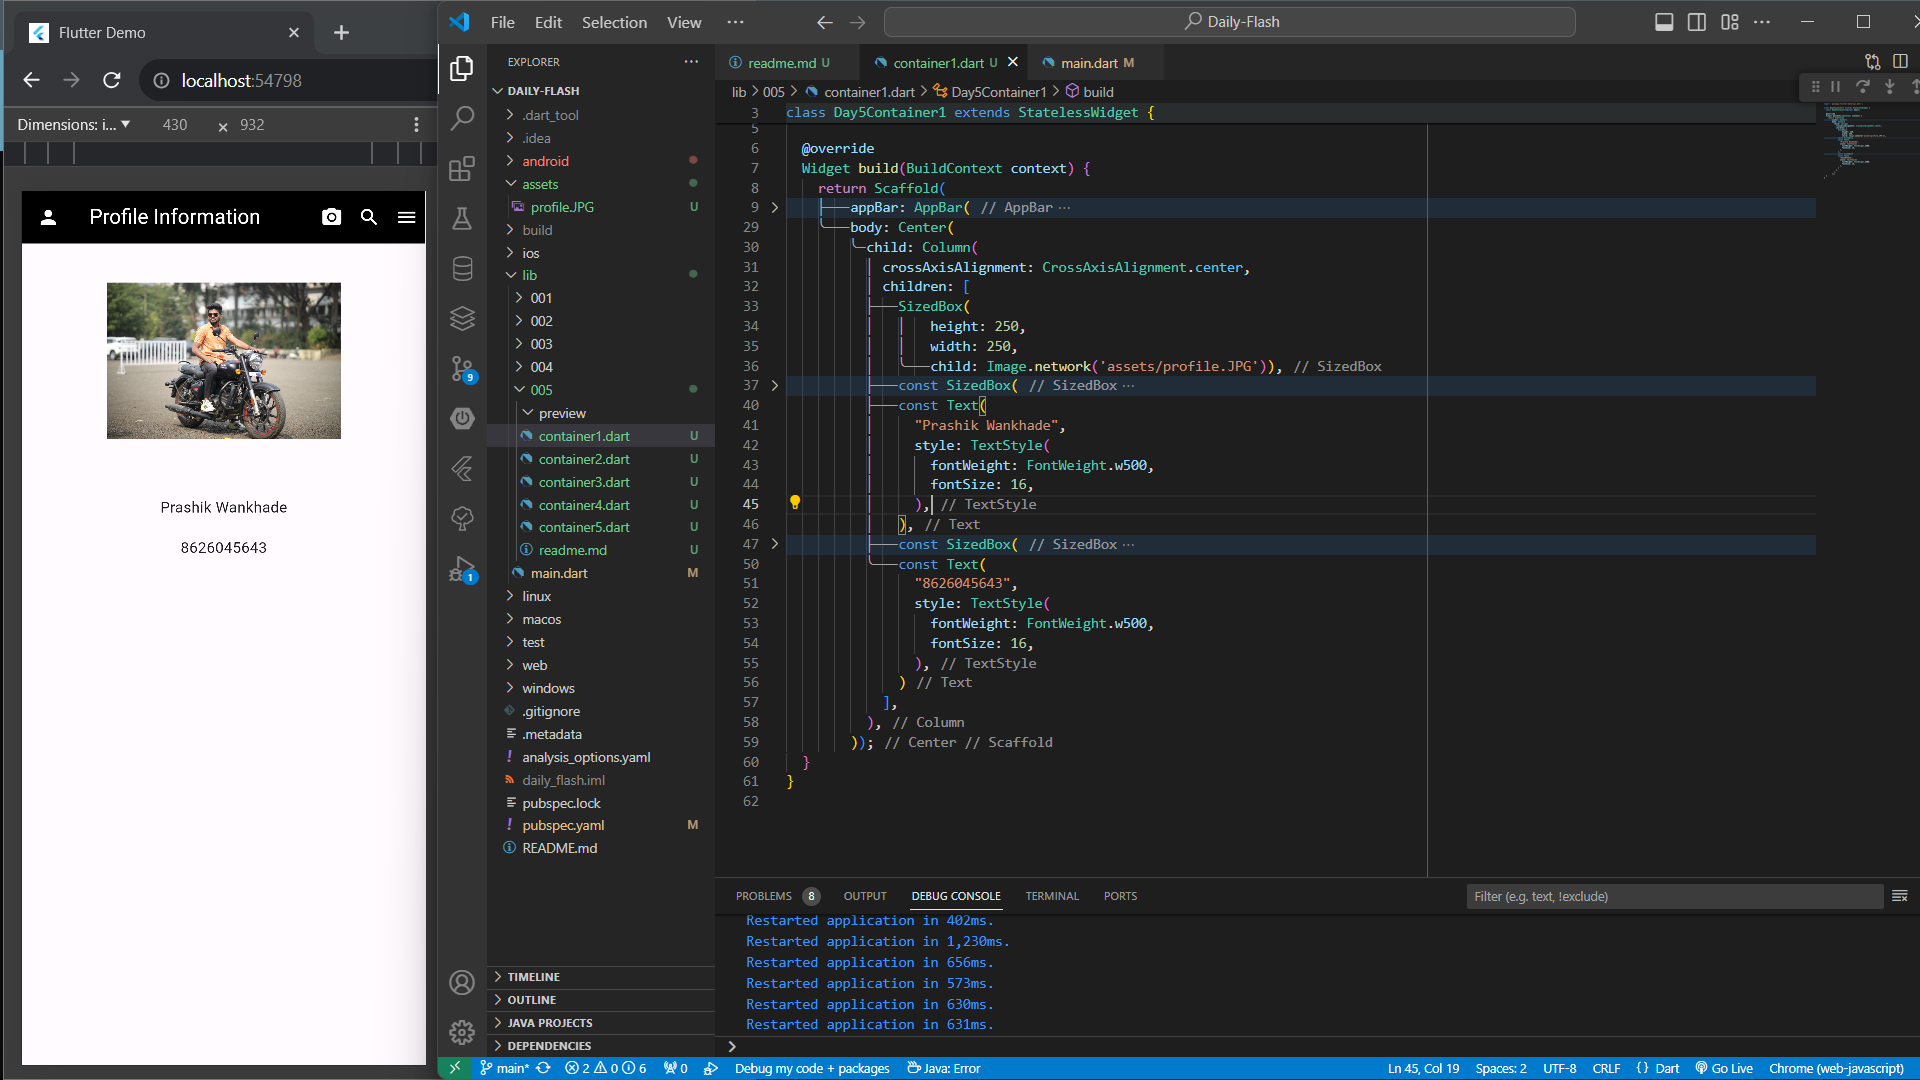 Flutter Demo
localhost:54798
Dimensions: i... 430 × 932
Profile Information
Prashik Wankhade
8626045643
File Edit Selection View ...
Daily-Flash
EXPLORER
DAILY-FLASH
.dart_tool
.idea
android
assets
profile.JPG U
build
ios
lib
001
002
003
004
005
preview
container1.dart U
container2.dart U
container3.dart U
container4.dart U
container5.dart U
readme.md U
main.dart M
linux
macos
test
web
windows
.gitignore
.metadata
analysis_options.yaml
daily_flash.iml
pubspec.lock
pubspec.yaml M
README.md
TIMELINE
OUTLINE
JAVA PROJECTS
DEPENDENCIES
9
1
readme.md U container1.dart U main.dart M
lib > 005 > container1.dart > Day5Container1 > build
3 class Day5Container1 extends StatelessWidget {
5
6 @override
7 Widget build(BuildContext context) {
8 return Scaffold(
9 appBar: AppBar( // AppBar ...
29 body: Center(
30 child: Column(
31 crossAxisAlignment: CrossAxisAlignment.center,
32 children: [
33 SizedBox(
34 height: 250,
35 width: 250,
36 child: Image.network('assets/profile.JPG')), // SizedBox
37 const SizedBox( // SizedBox ...
40 const Text(
41 "Prashik Wankhade",
42 style: TextStyle(
43 fontWeight: FontWeight.w500,
44 fontSize: 16,
45 ), // TextStyle
46 ), // Text
47 const SizedBox( // SizedBox ...
50 const Text(
51 "8626045643",
52 style: TextStyle(
53 fontWeight: FontWeight.w500,
54 fontSize: 16,
55 ), // TextStyle
56 ) // Text
57 ],
58 ), // Column
59 )); // Center // Scaffold
60 }
61 }
62
PROBLEMS 8 OUTPUT DEBUG CONSOLE TERMINAL PORTS Filter (e.g. text, !exclude)
Restarted application in 402ms.
Restarted application in 1,230ms.
Restarted application in 656ms.
Restarted application in 573ms.
Restarted application in 630ms.
Restarted application in 631ms.
main* 2 0 6 0 Debug my code + packages Java: Error Ln 45, Col 19 Spaces: 2 UTF-8 CRLF {} Dart Go Live Chrome (web-javascript)